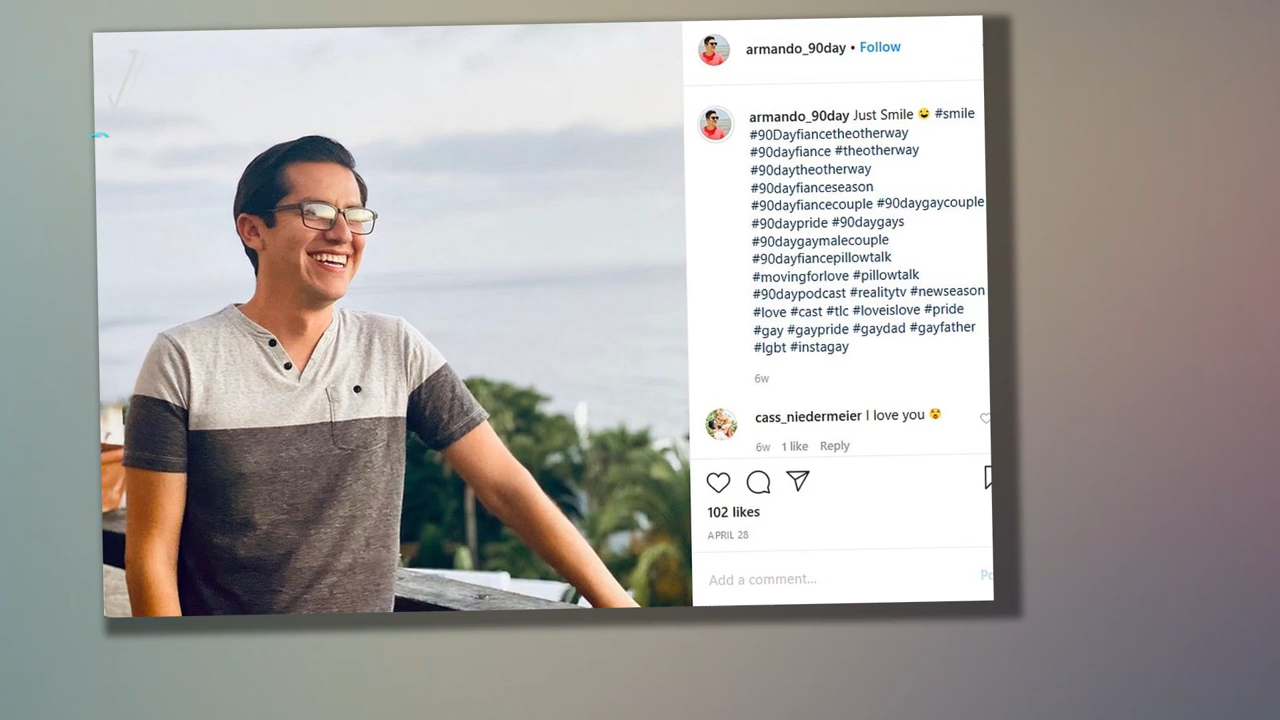 armando_90day • Follow
armando_90day Just Smile 😃 #smile
#90Dayfiancetheotherway
#90dayfiance #theotherway
#90daytheotherway
#90dayfianceseason
#90dayfiancecouple #90daygaycouple
#90daypride #90daygays
#90daygaymalecouple
#90dayfiancepillowtalk
#movingforlove #pillowtalk
#90daypodcast #realitytv #newseason
#love #cast #tlc #loveislove #pride
#gay #gaypride #gaydad #gayfather
#lgbt #instagay
6w
cass_niedermeier I love you 😲
6w 1 like Reply
102 likes
APRIL 28
Add a comment...